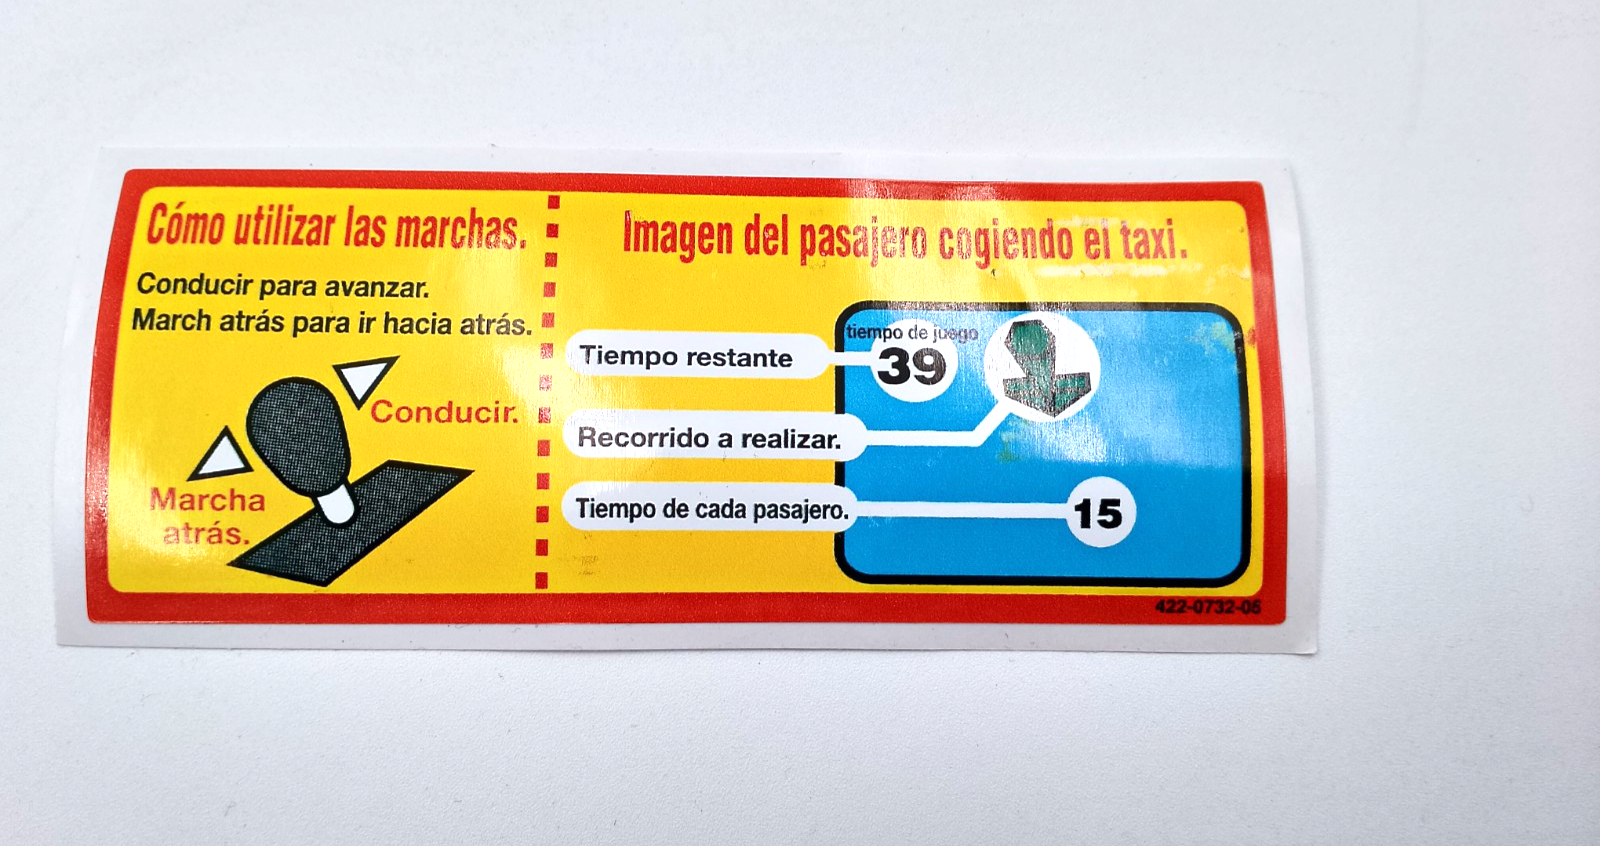 Cómo utilizar las marchas.
Conducir para avanzar.
March atrás para ir hacia atrás.
Conducir.
Marcha
atrás.
Imagen del pasajero cogiendo el taxi.
Tiempo restante
tiempo de juego
39
Recorrido a realizar.
Tiempo de cada pasajero.
15
422-0732-05